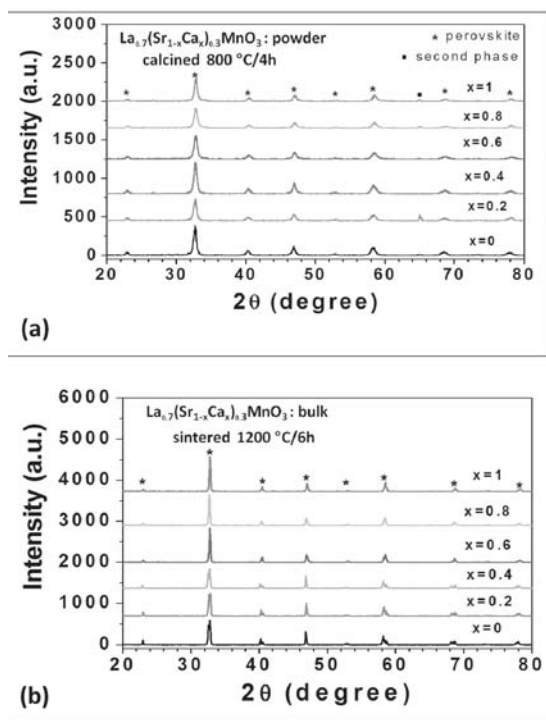 La₀.₇(Sr₁₋ₓCaₓ)₀.₃MnO₃: powder
calcined 800 °C/4h
* perovskite
▪ second phase
Intensity (a.u.)
3000
2500
2000
1500
1000
500
0
x=1
x=0.8
x=0.6
x=0.4
x=0.2
x=0
20 30 40 50 60 70 80
2θ (degree)
(a)
La₀.₇(Sr₁₋ₓCaₓ)₀.₃MnO₃: bulk
sintered 1200 °C/6h
Intensity (a.u.)
6000
5000
4000
3000
2000
1000
0
x=1
x=0.8
x=0.6
x=0.4
x=0.2
x=0
20 30 40 50 60 70 80
2θ (degree)
(b)